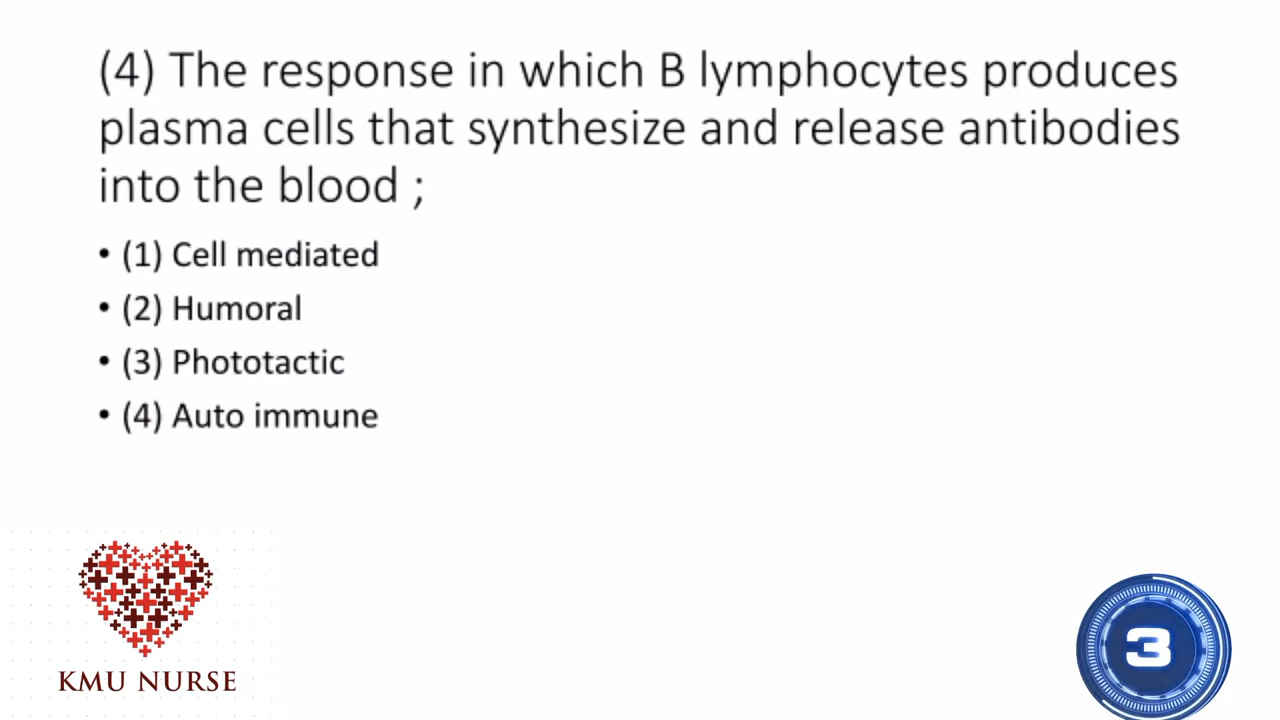 (4) The response in which B lymphocytes produces
plasma cells that synthesize and release antibodies
into the blood ;
• (1) Cell mediated
• (2) Humoral
• (3) Phototactic
• (4) Auto immune
KMU NURSE
3